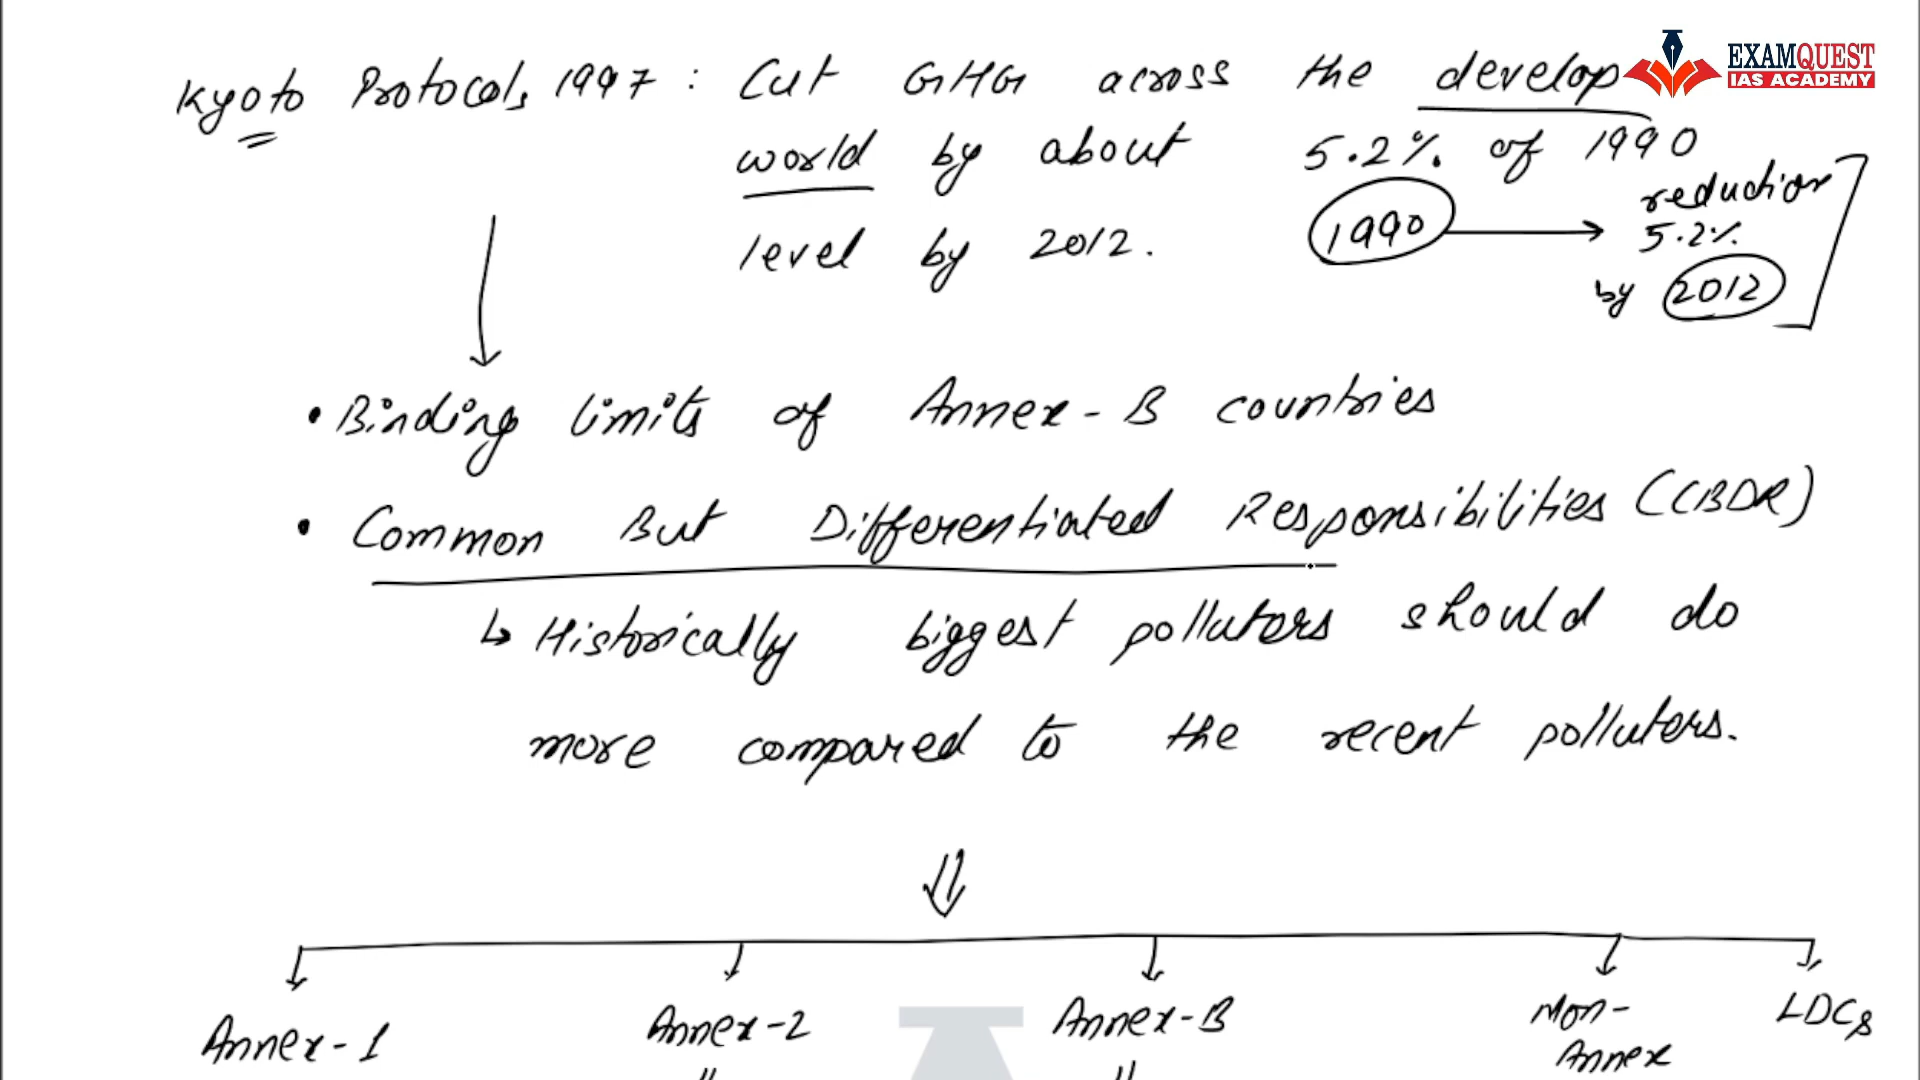 Kyoto Protocol, 1997 : Cut GHG across the develop
world by about 5.2% of 1990
level by 2012.
1990 → reduction
5.2%
by 2012
• Binding limits of Annex-B countries
• Common But Differentiated Responsibilities (CBDR)
↳ Historically biggest polluters should do
more compared to the recent polluters.
Annex-1 Annex-2 Annex-B Non-Annex LDCs
EXAMQUEST
IAS ACADEMY